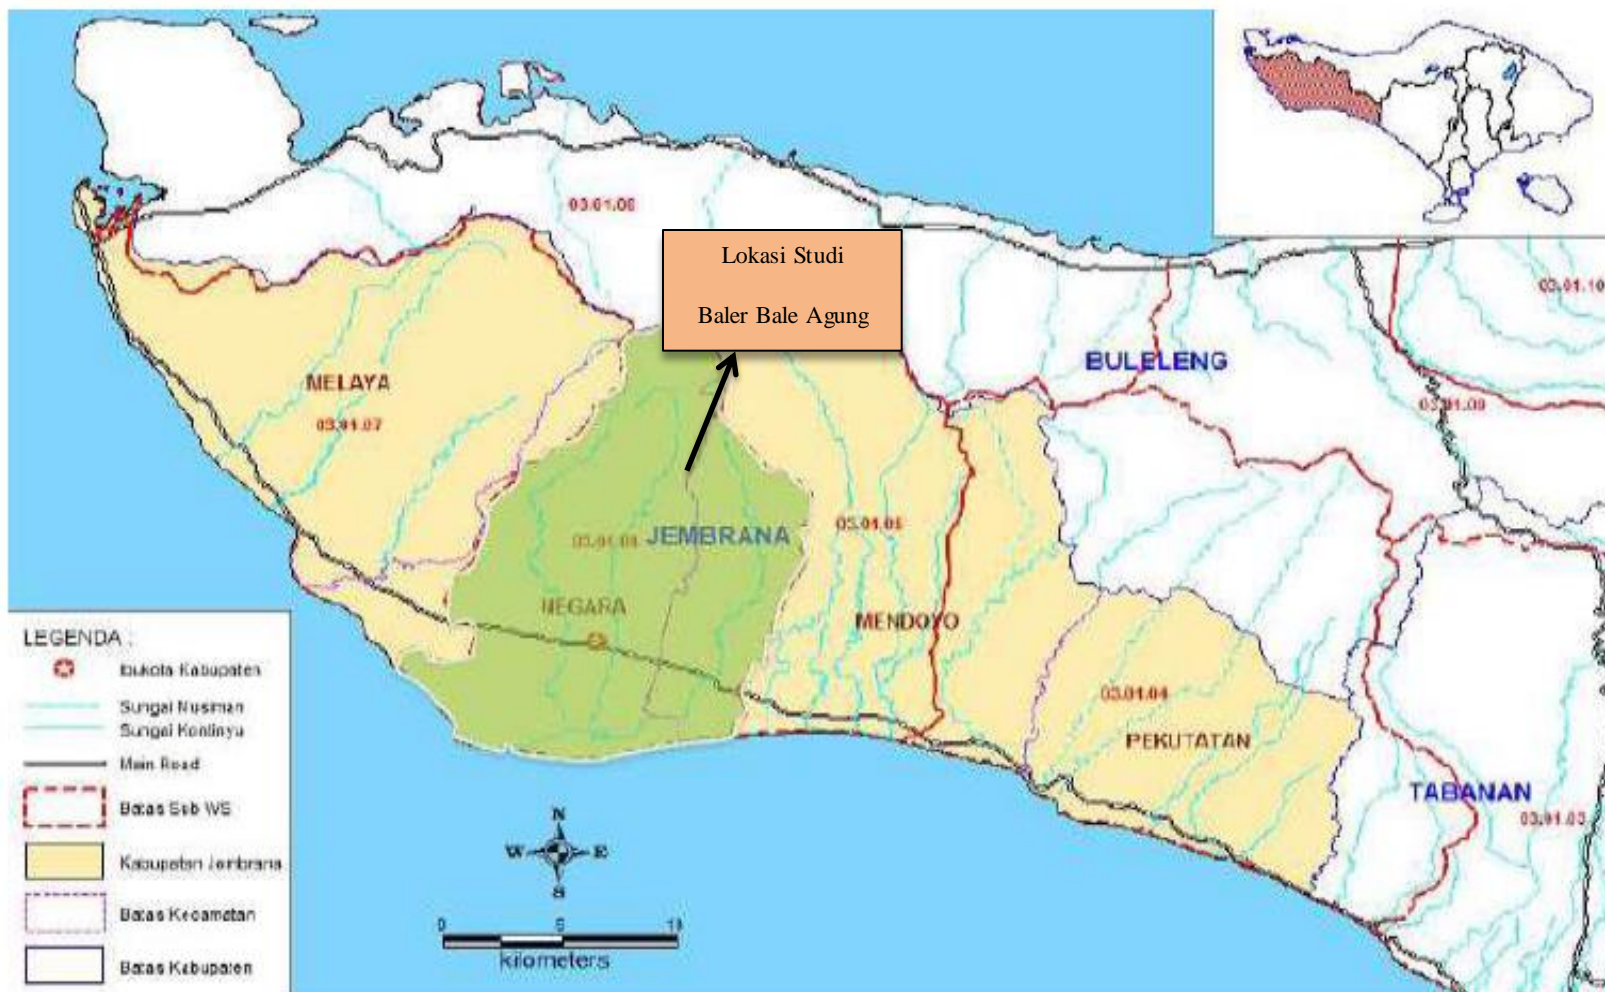 03.01.08
Lokasi Studi
Baler Bale Agung
03.01.10
BULELENG
MELAYA
03.01.07
03.01.09
03.01.05
JEMBRANA
NEGARA
MENDOYO
03.01.04
PEKUTATAN
TABANAN
03.01.03
LEGENDA :
Ibukota Kabupaten
Sungai Musiman
Sungai Kontinyu
Main Road
Batas Sub WS
Kabupaten Jembrana
Batas Kecamatan
Batas Kabupaten
N
W
E
S
0
5
10
kilometers